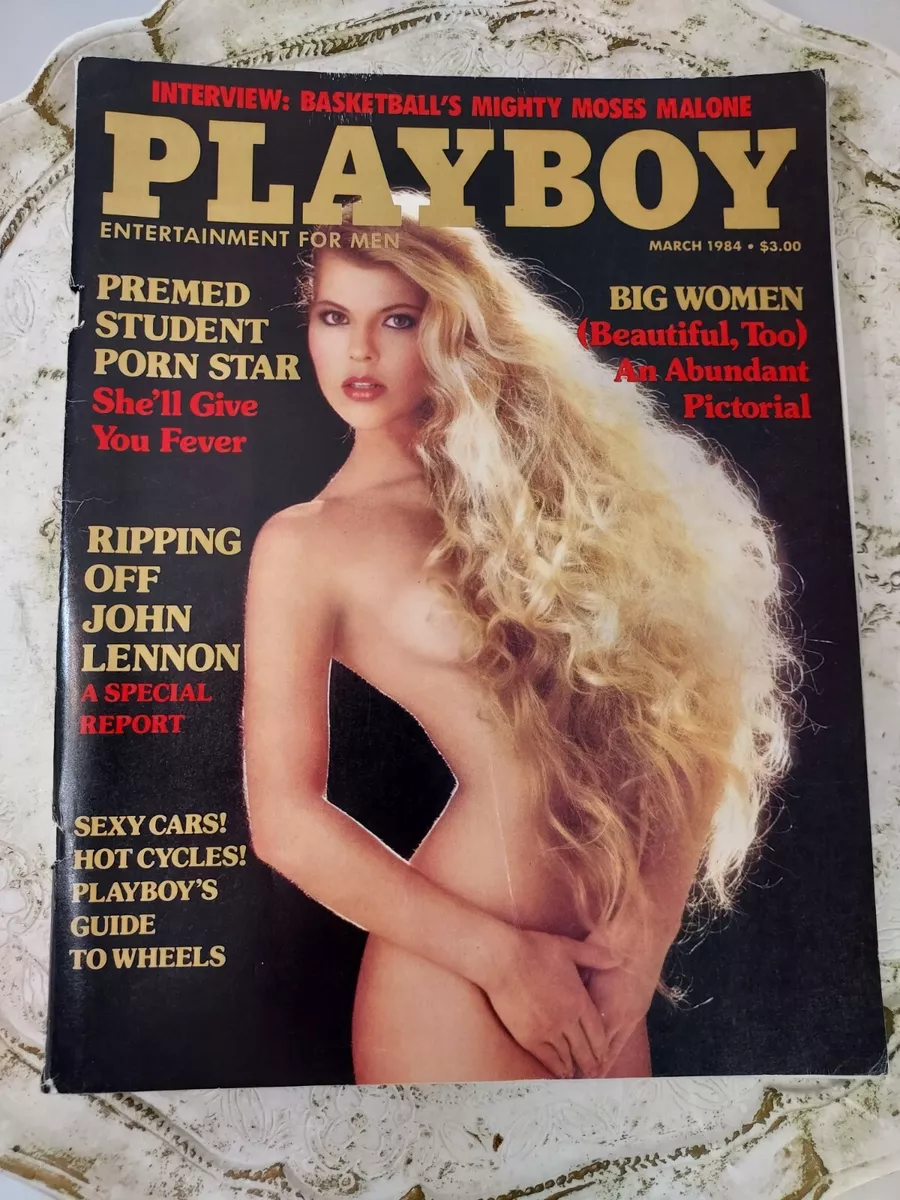 INTERVIEW: BASKETBALL'S MIGHTY MOSES MALONE
PLAYBOY
ENTERTAINMENT FOR MEN
MARCH 1984 • $3.00
PREMED
STUDENT
PORN STAR
She'll Give
You Fever
BIG WOMEN
(Beautiful, Too)
An Abundant
Pictorial
RIPPING
OFF
JOHN
LENNON
A SPECIAL
REPORT
SEXY CARS!
HOT CYCLES!
PLAYBOY'S
GUIDE
TO WHEELS